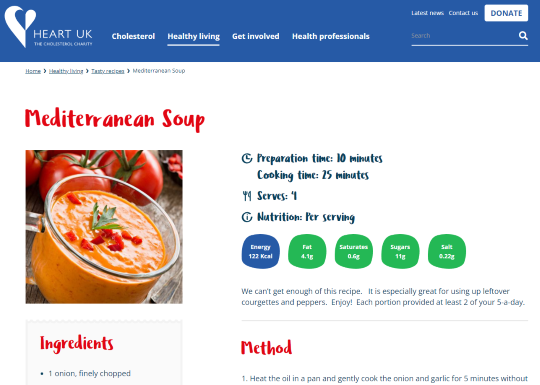 Latest news Contact us DONATE
HEART UK
THE CHOLESTEROL CHARITY
Cholesterol Healthy living Get involved Health professionals
Search
Home > Healthy living > Tasty recipes > Mediterranean Soup
Mediterranean Soup
Preparation time: 10 minutes
Cooking time: 25 minutes
Serves: 4
Nutrition: Per serving
Energy 122 Kcal
Fat 4.1g
Saturates 0.6g
Sugars 11g
Salt 0.22g
We can't get enough of this recipe. It is especially great for using up leftover
courgettes and peppers. Enjoy! Each portion provided at least 2 of your 5-a-day.
Ingredients
• 1 onion, finely chopped
Method
1. Heat the oil in a pan and gently cook the onion and garlic for 5 minutes without